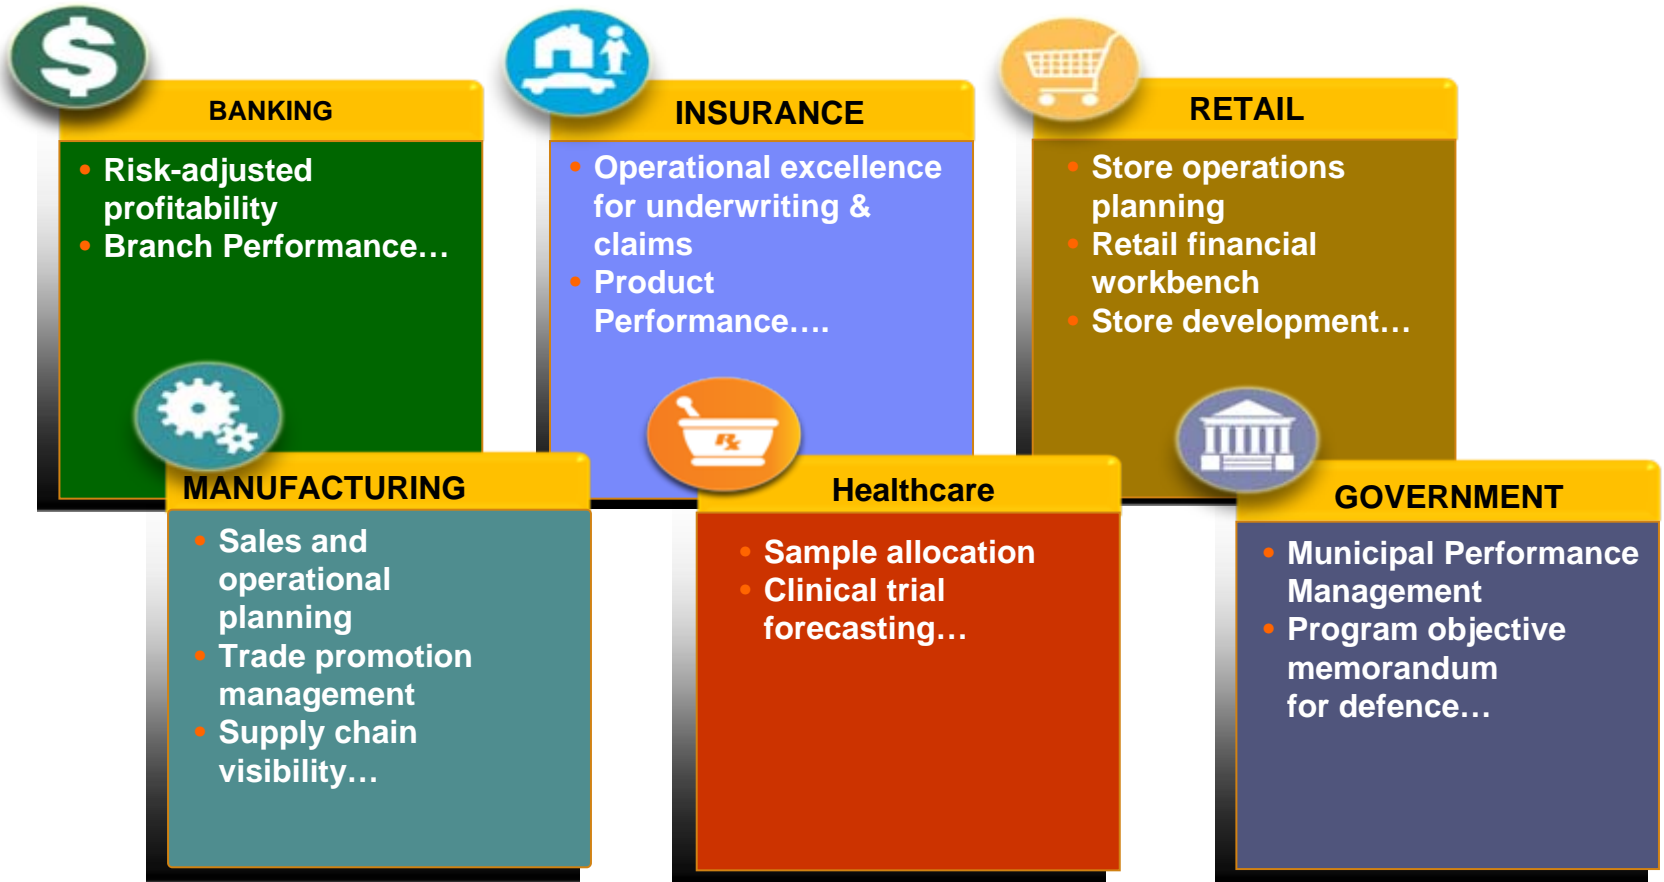 BANKING
• Risk-adjusted
profitability
• Branch Performance…
INSURANCE
• Operational excellence
for underwriting &
claims
• Product
Performance….
RETAIL
• Store operations
planning
• Retail financial
workbench
• Store development…
MANUFACTURING
• Sales and
operational
planning
• Trade promotion
management
• Supply chain
visibility…
Rx
Healthcare
• Sample allocation
• Clinical trial
forecasting…
GOVERNMENT
• Municipal Performance
Management
• Program objective
memorandum
for defence…